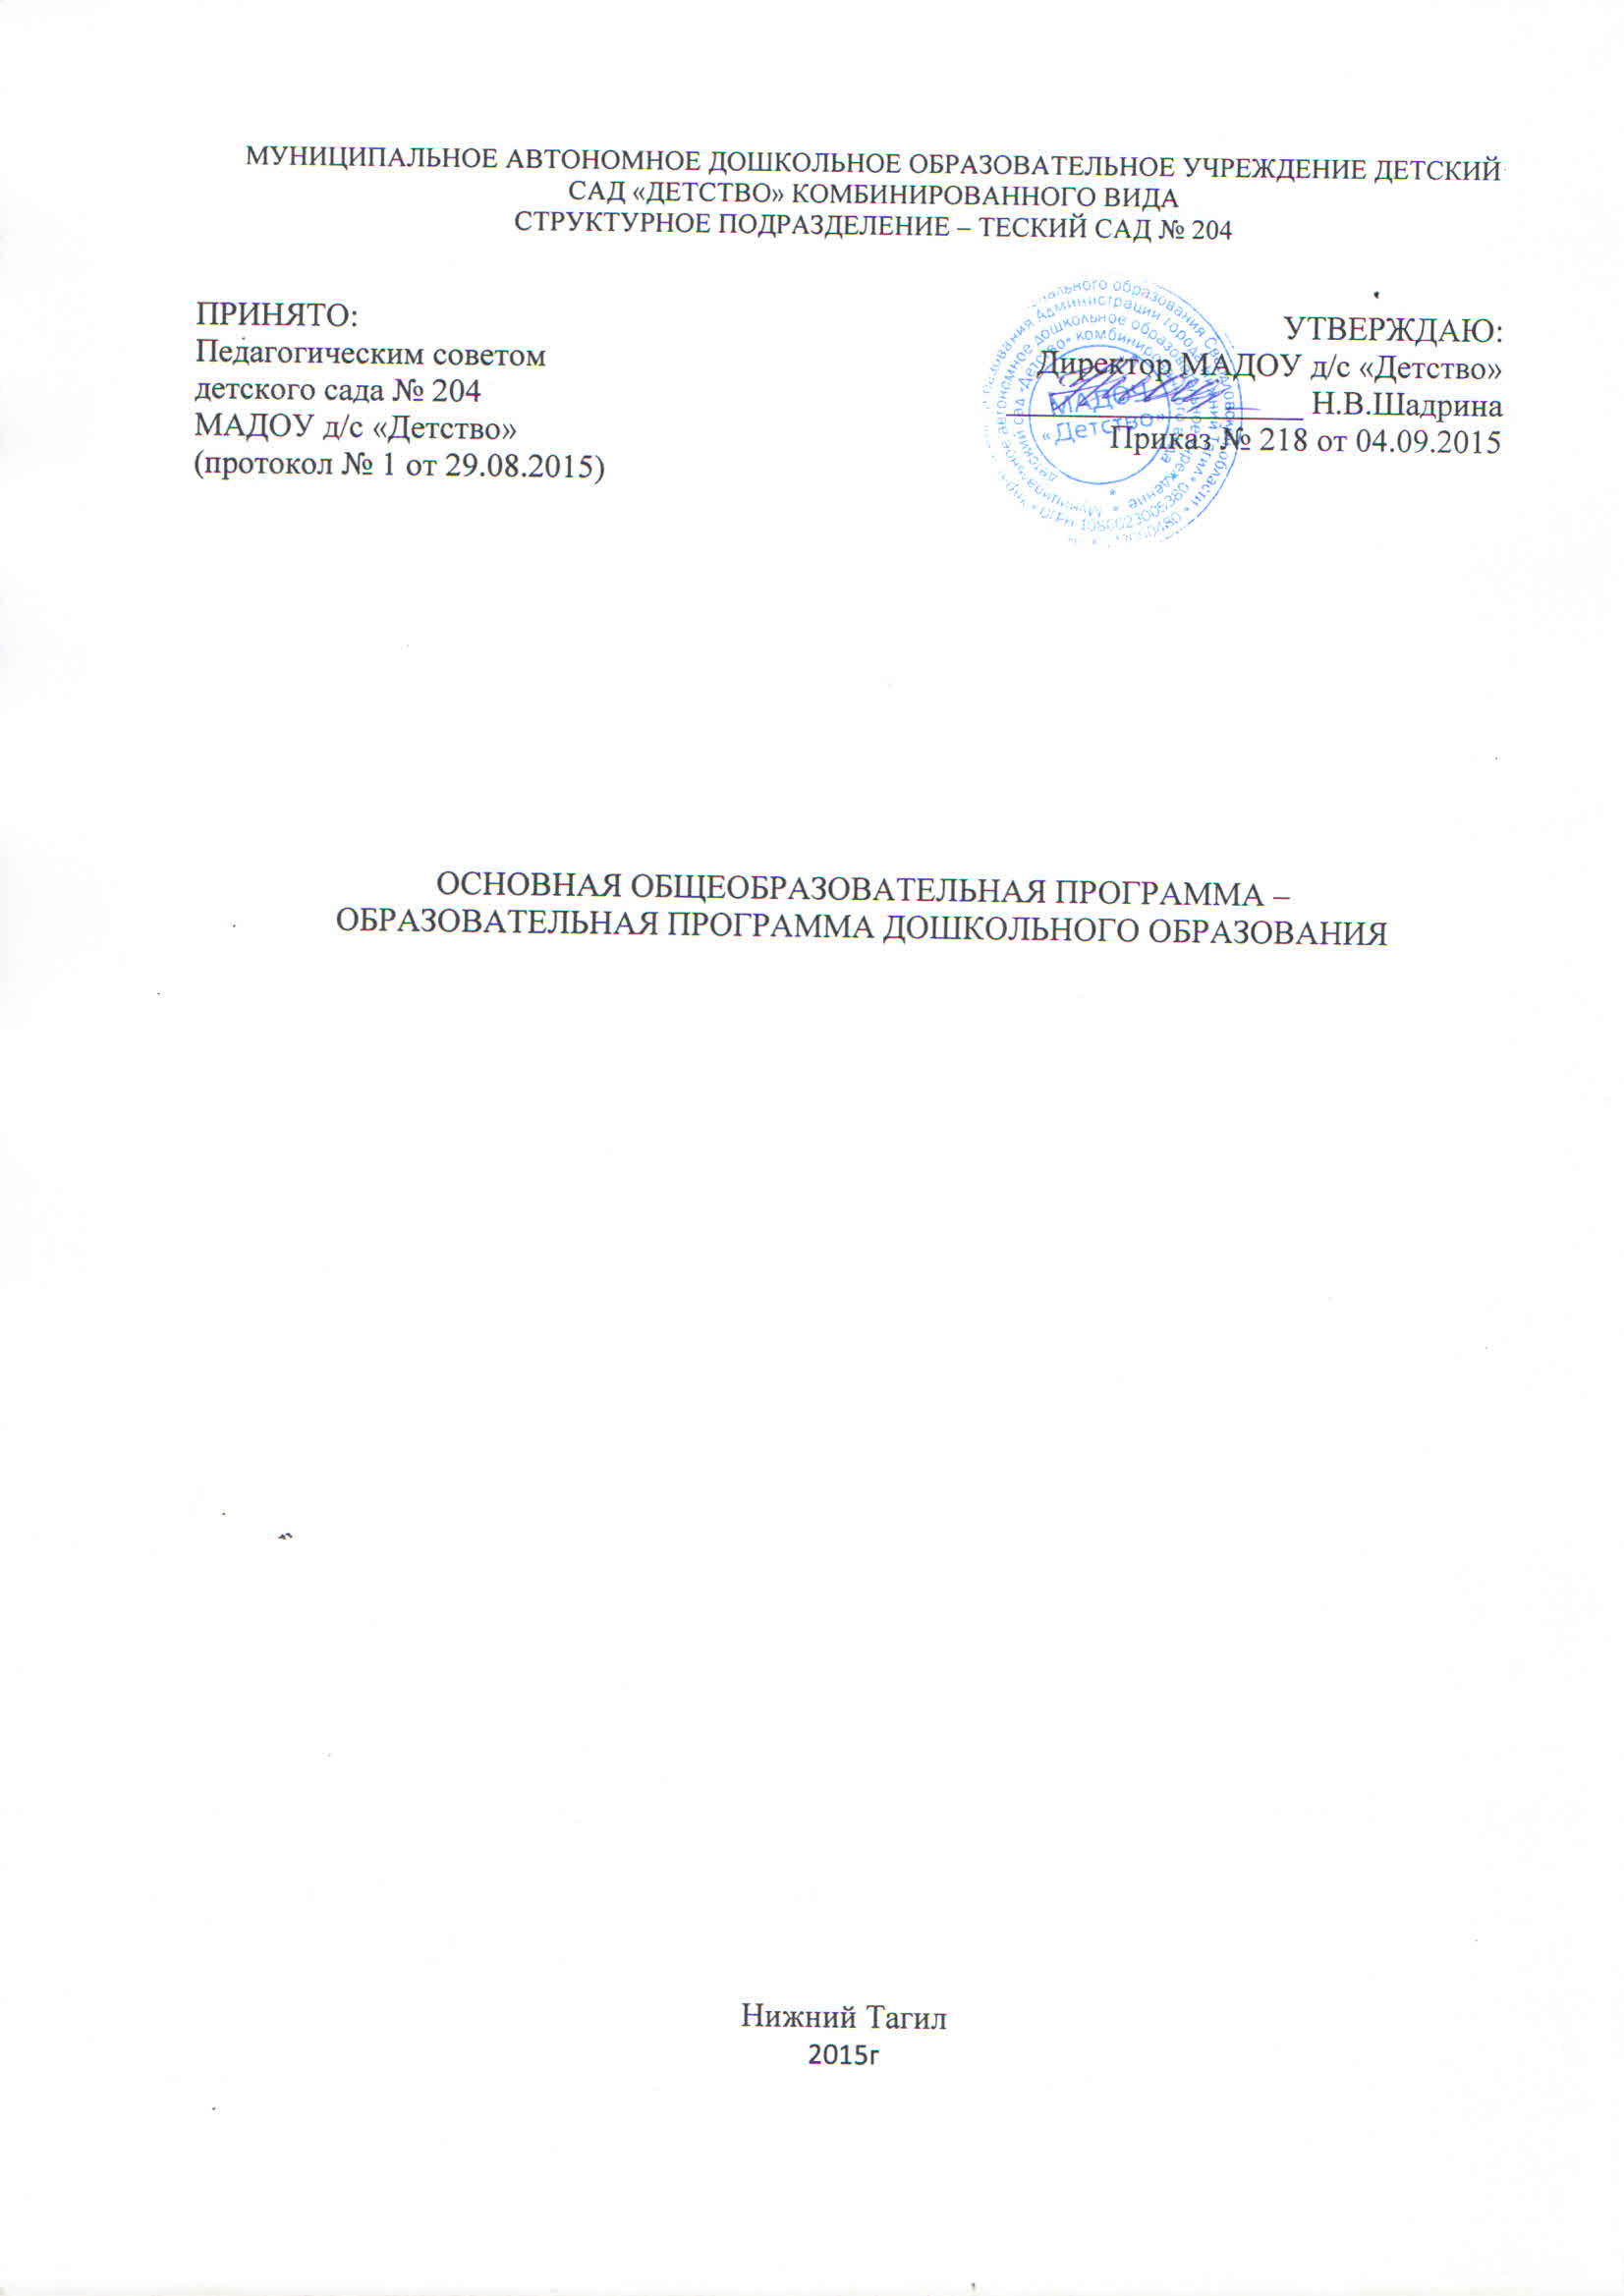 МУНИЦИПАЛЬНОЕ АВТОНОМНОЕ ДОШКОЛЬНОЕ ОБРАЗОВАТЕЛЬНОЕ УЧРЕЖДЕНИЕ ДЕТСКИЙ
САД «ДЕТСТВО» КОМБИНИРОВАННОГО ВИДА
СТРУКТУРНОЕ ПОДРАЗДЕЛЕНИЕ – ТЕСКИЙ САД № 204
ПРИНЯТО:
Педагогическим советом
детского сада № 204
МАДОУ д/с «Детство»
(протокол № 1 от 29.08.2015)
УТВЕРЖДАЮ:
Директор МАДОУ д/с «Детство»
Н.В.Шадрина
Приказ № 218 от 04.09.2015
МАДОУ
«Детство»
ОСНОВНАЯ ОБЩЕОБРАЗОВАТЕЛЬНАЯ ПРОГРАММА –
ОБРАЗОВАТЕЛЬНАЯ ПРОГРАММА ДОШКОЛЬНОГО ОБРАЗОВАНИЯ
Нижний Тагил
2015г